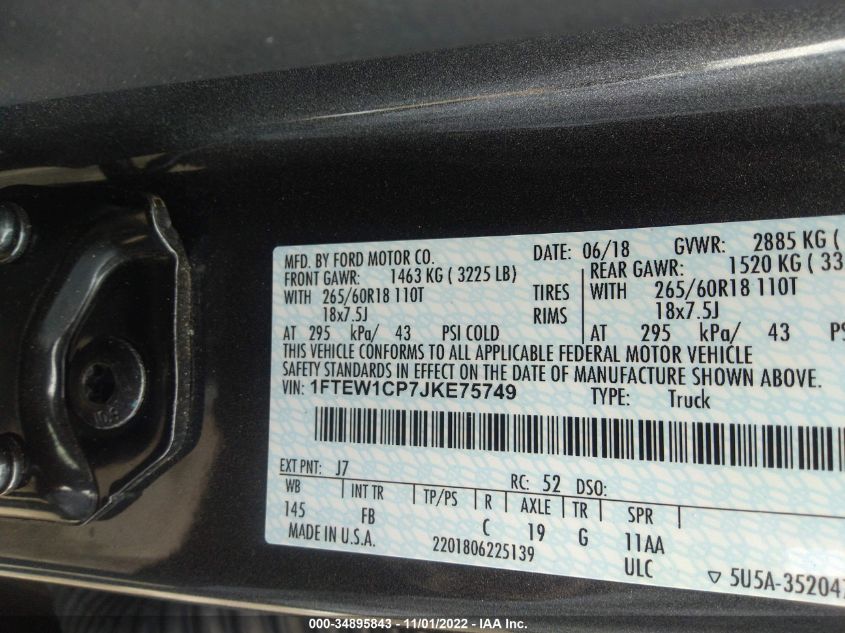 MFD. BY FORD MOTOR CO. DATE: 06/18 GVWR: 2885 KG (
FRONT GAWR: 1463 KG ( 3225 LB) REAR GAWR: 1520 KG ( 33
WITH 265/60R18 110T TIRES WITH 265/60R18 110T
18x7.5J RIMS 18x7.5J
AT 295 kPa/ 43 PSI COLD AT 295 kPa/ 43 PS
THIS VEHICLE CONFORMS TO ALL APPLICABLE FEDERAL MOTOR VEHICLE
SAFETY STANDARDS IN EFFECT ON THE DATE OF MANUFACTURE SHOWN ABOVE.
VIN: 1FTEW1CP7JKE75749 TYPE: Truck
EXT PNT: J7 RC: 52 DSO:
WB INT TR TP/PS R AXLE TR SPR
145 FB C 19 G 11AA
MADE IN U.S.A. 2201806225139 ULC
▽ 5U5A-35204
10.9
000-34895843 - 11/01/2022 - IAA Inc.